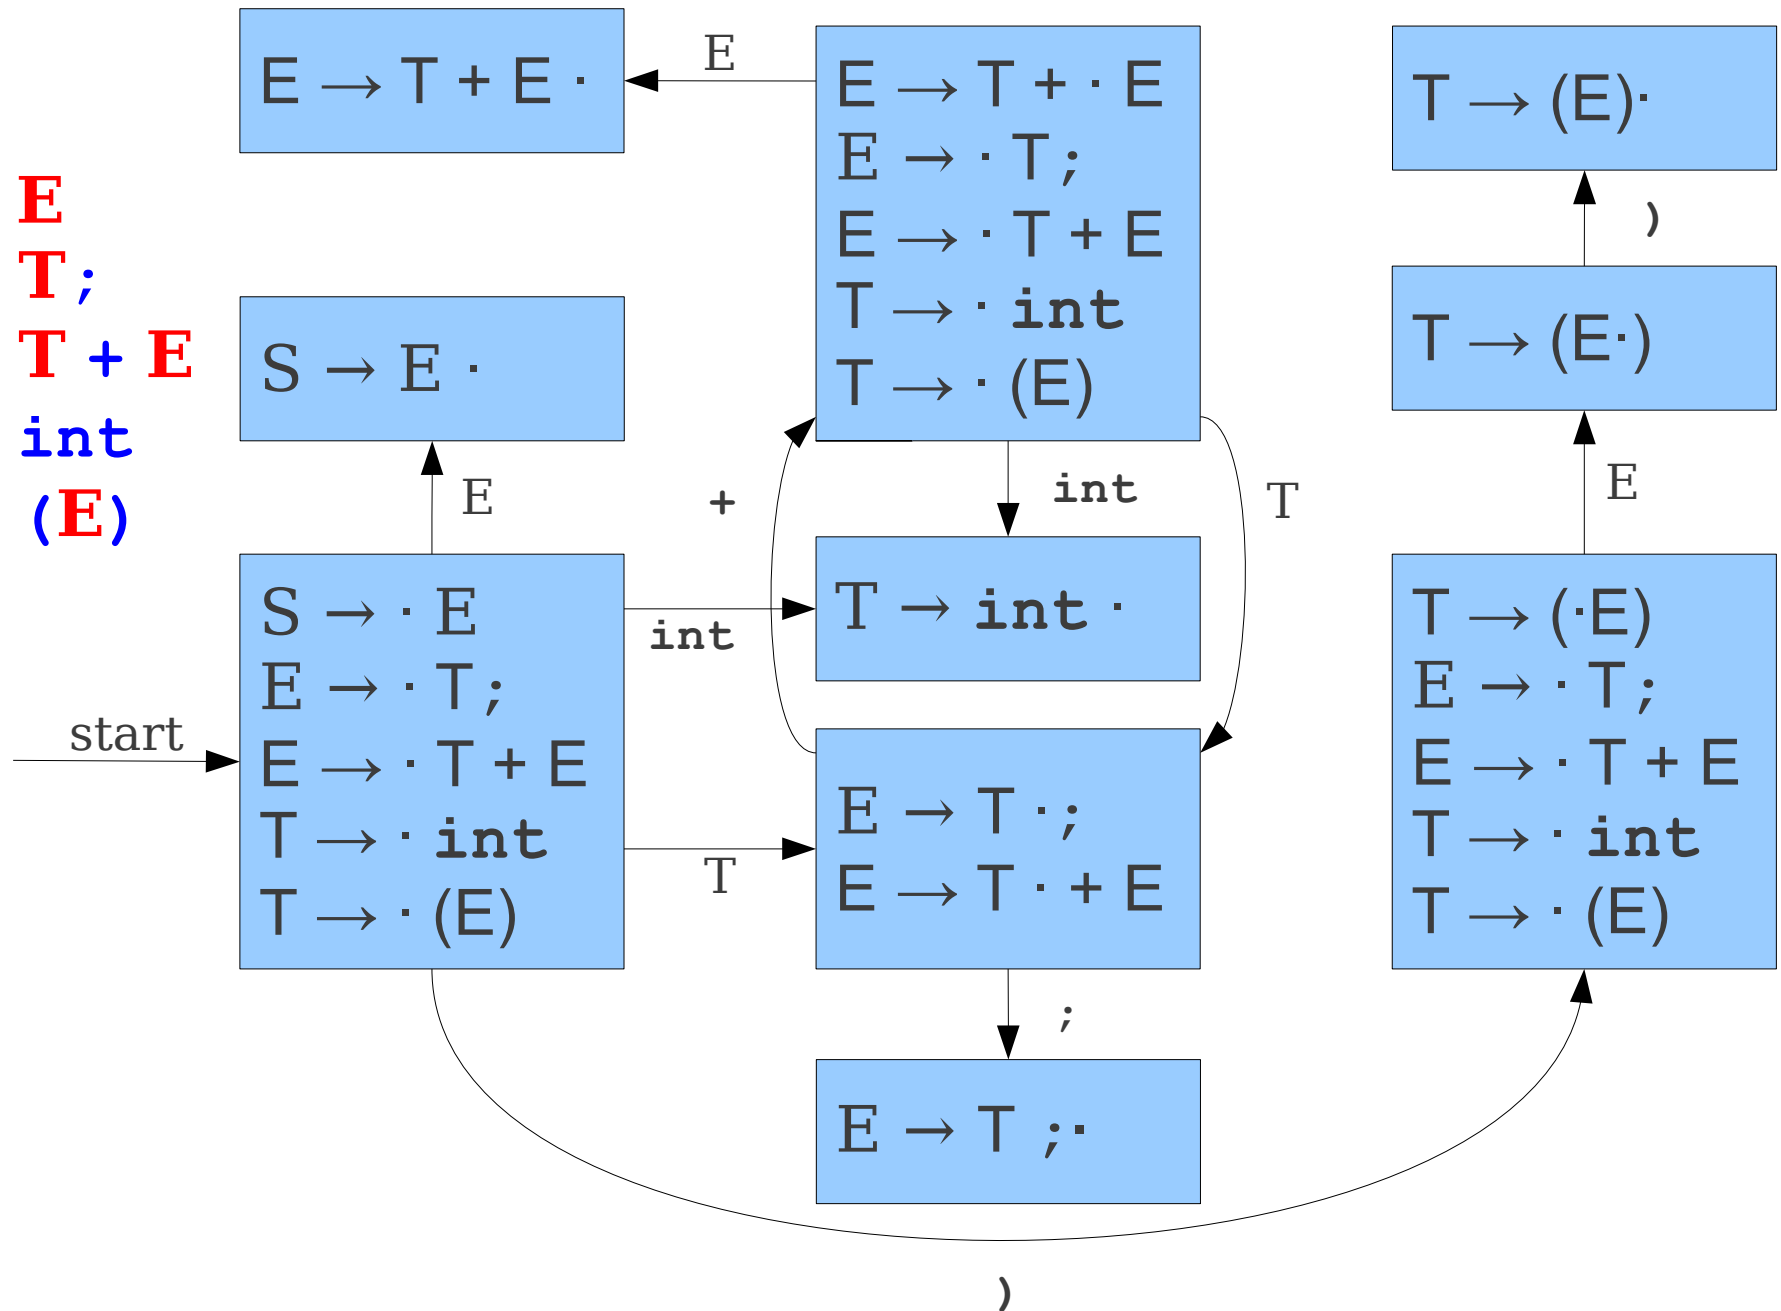 E
T;
T + E
int
(E)
E → T + E ·
E
E → T + · E
E → · T;
E → · T + E
T → · int
T → · (E)
T → (E)·
)
T → (E·)
S → E ·
E
+
int
T
E
T → int ·
int
start
S → · E
E → · T;
E → · T + E
T → · int
T → · (E)
T
E → T · ;
E → T · + E
T → (·E)
E → · T;
E → · T + E
T → · int
T → · (E)
;
E → T ;·
)